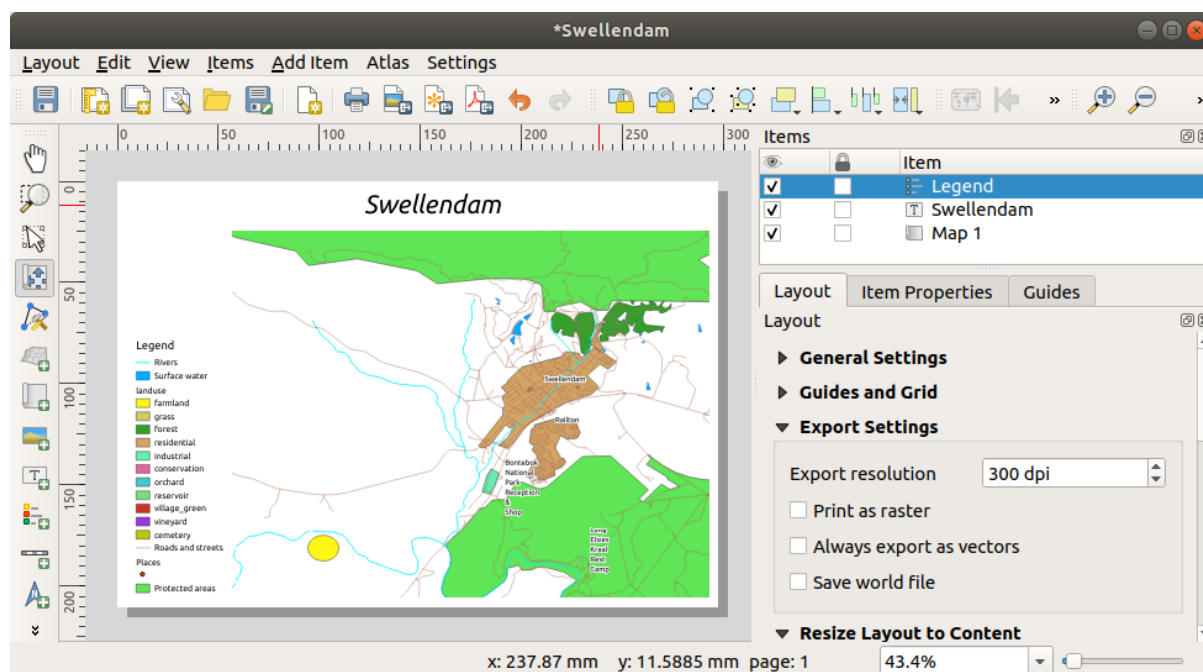 *Swellendam
Layout Edit View Items Add Item Atlas Settings
0 50 100 150 200 250 300
0
50
100
150
200
Swellendam
Legend
Rivers
Surface water
landuse
farmland
grass
forest
residential
industrial
conservation
orchard
reservoir
village_green
vineyard
cemetery
Roads and streets
Places
Protected areas
Swellendam
Railton
Bontebok
National
Park
Reception
&
Shop
Lang
Elsies
Kraal
Rest
Camp
Items
Item
Legend
Swellendam
Map 1
Layout Item Properties Guides
Layout
General Settings
Guides and Grid
Export Settings
Export resolution 300 dpi
Print as raster
Always export as vectors
Save world file
Resize Layout to Content
x: 237.87 mm y: 11.5885 mm page: 1 43.4%